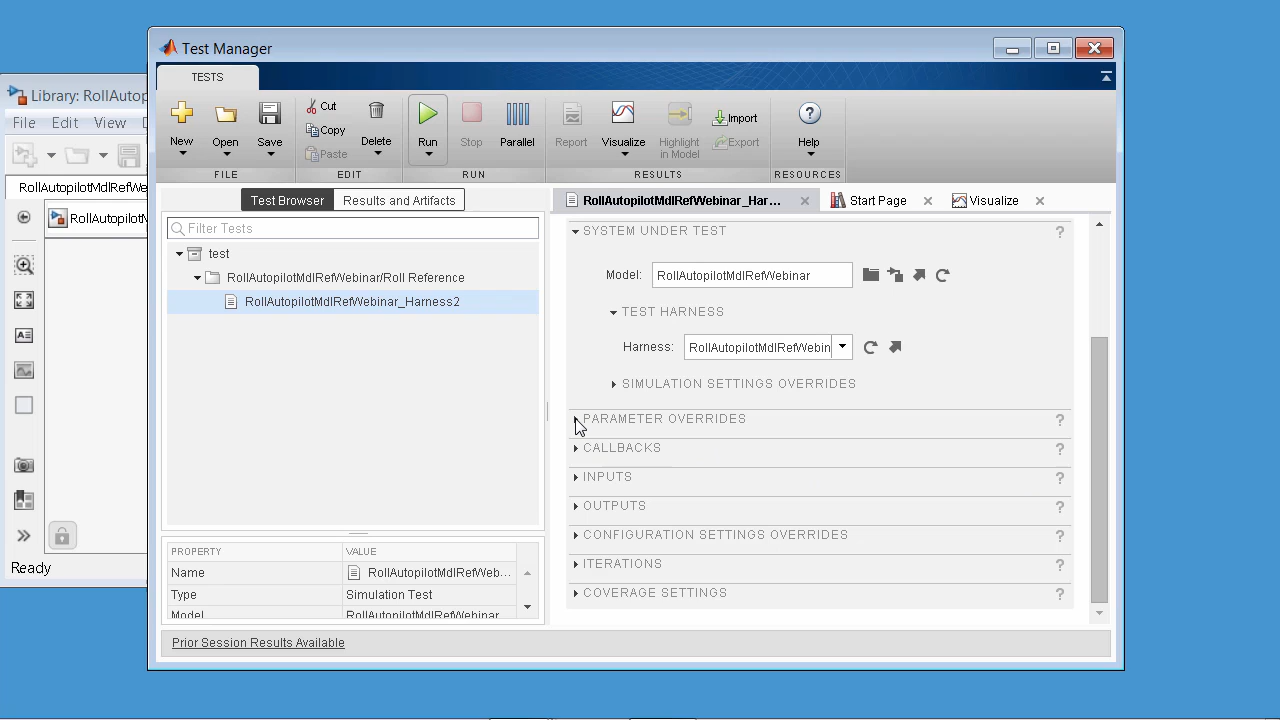 Test Manager
TESTS
Library: RollAutop
File Edit View
New Open Save
Cut
Copy
Paste
Delete
Run Stop Parallel
Report Visualize Highlight in Model
Import
Export
Help
FILE EDIT RUN RESULTS RESOURCES
RollAutopilotMdlRefWe
RollAutopilotM
Ready
Test Browser Results and Artifacts
Filter Tests
test
RollAutopilotMdlRefWebinar/Roll Reference
RollAutopilotMdlRefWebinar_Harness2
PROPERTY VALUE
Name RollAutopilotMdlRefWeb...
Type Simulation Test
Model RollAutopilotMdlRefWebinar
RollAutopilotMdlRefWebinar_Har... Start Page Visualize
SYSTEM UNDER TEST ?
Model: RollAutopilotMdlRefWebinar
TEST HARNESS
Harness: RollAutopilotMdlRefWebin
SIMULATION SETTINGS OVERRIDES
PARAMETER OVERRIDES ?
CALLBACKS ?
INPUTS ?
OUTPUTS ?
CONFIGURATION SETTINGS OVERRIDES ?
ITERATIONS ?
COVERAGE SETTINGS ?
Prior Session Results Available